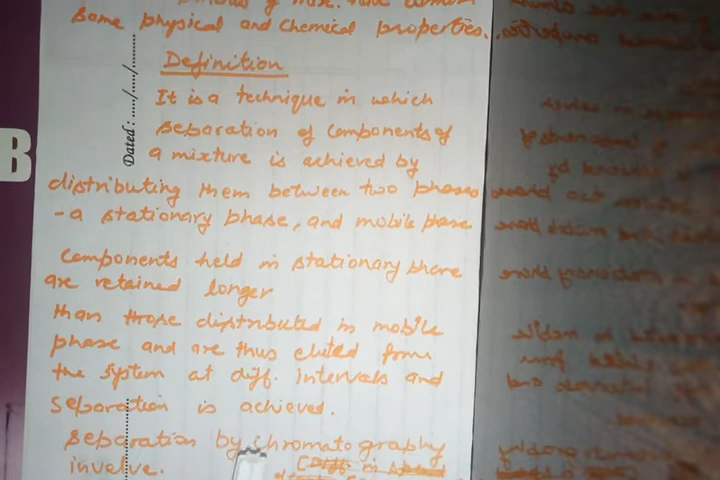 same physical and chemical properties.
Definition
Dated: ...../...../.....
It is a technique in which
separation of components of
a mixture is achieved by
distributing them between two phases
- a stationary phase, and mobile phase
B
Components held in stationary phase
are retained longer
than those distributed in mobile
phase and are thus eluted from
the system at diff. intervals and
separation is achieved.
Separation by chromatography
involve.